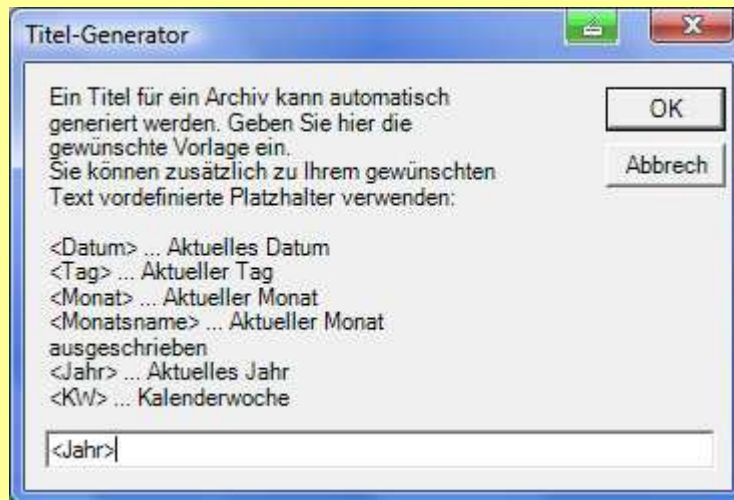 Titel-Generator
Ein Titel für ein Archiv kann automatisch
generiert werden. Geben Sie hier die
gewünschte Vorlage ein.
Sie können zusätzlich zu Ihrem gewünschten
Text vordefinierte Platzhalter verwenden:
<Datum> ... Aktuelles Datum
<Tag> ... Aktueller Tag
<Monat> ... Aktueller Monat
<Monatsname> ... Aktueller Monat
ausgeschrieben
<Jahr> ... Aktuelles Jahr
<KW> ... Kalenderwoche
OK
Abbrech
<Jahr>